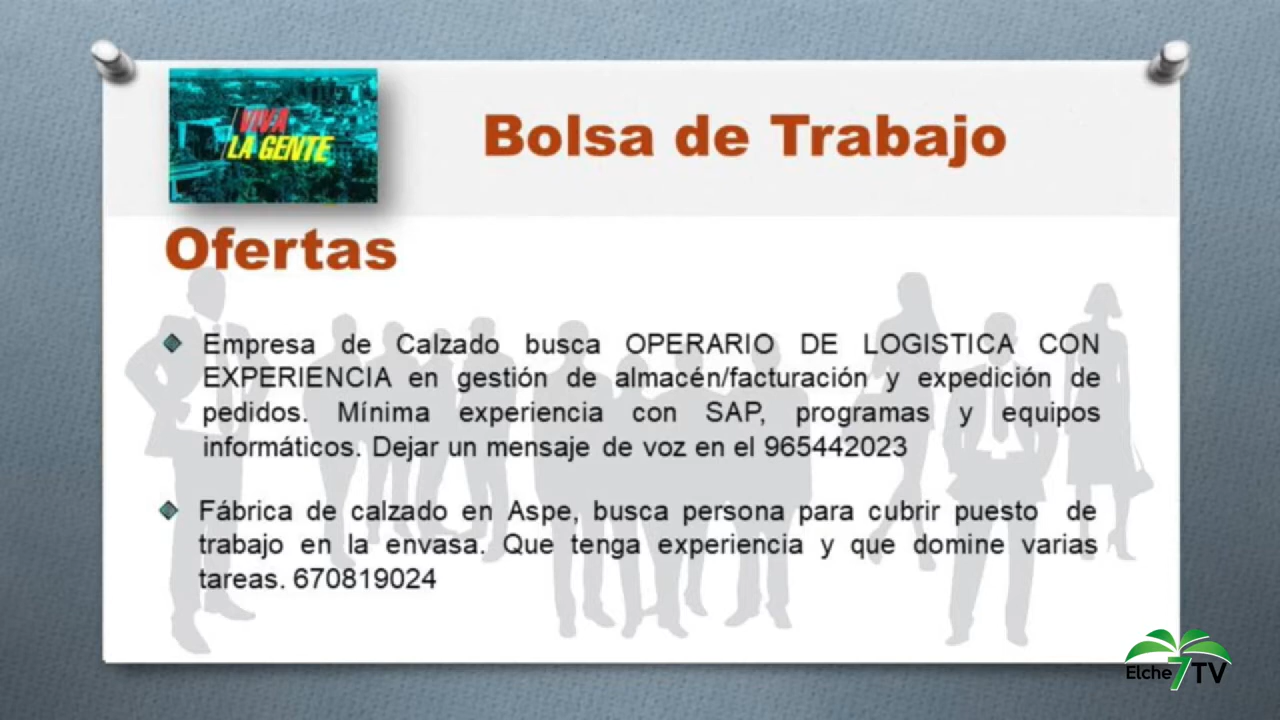 VIVA
LA GENTE
Bolsa de Trabajo
Ofertas
Empresa de Calzado busca OPERARIO DE LOGISTICA CON
EXPERIENCIA en gestión de almacén/facturación y expedición de
pedidos. Mínima experiencia con SAP, programas y equipos
informáticos. Dejar un mensaje de voz en el 965442023
Fábrica de calzado en Aspe, busca persona para cubrir puesto de
trabajo en la envasa. Que tenga experiencia y que domine varias
tareas. 670819024
Elche 7 TV